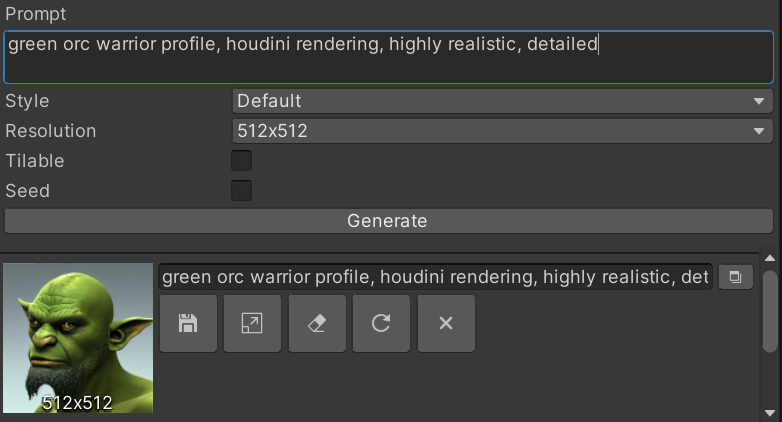 Prompt
green orc warrior profile, houdini rendering, highly realistic, detailed
Style Default
Resolution 512x512
Tilable
Seed
Generate
green orc warrior profile, houdini rendering, highly realistic, det
512x512